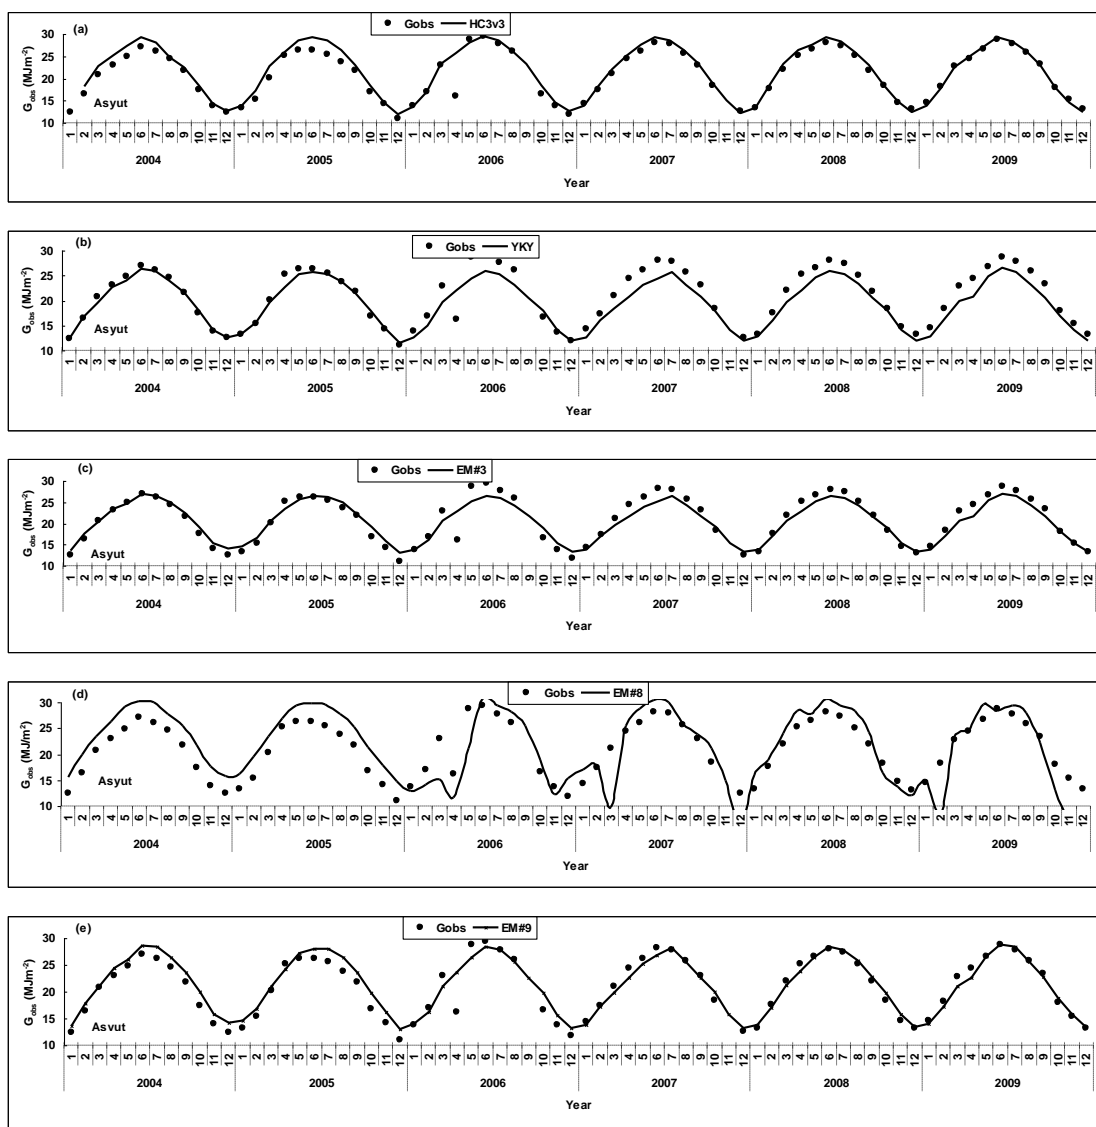 (a)
Gobs HC3v3
G_obs (MJm⁻²)
30
25
20
15
10
Asyut
1 2 3 4 5 6 7 8 9 10 11 12 1 2 3 4 5 6 7 8 9 10 11 12 1 2 3 4 5 6 7 8 9 10 11 12 1 2 3 4 5 6 7 8 9 10 11 12 1 2 3 4 5 6 7 8 9 10 11 12 1 2 3 4 5 6 7 8 9 10 11 12
2004 2005 2006 2007 2008 2009
Year
(b)
Gobs YKY
G_obs (MJm⁻²)
30
25
20
15
10
Asyut
1 2 3 4 5 6 7 8 9 10 11 12 1 2 3 4 5 6 7 8 9 10 11 12 1 2 3 4 5 6 7 8 9 10 11 12 1 2 3 4 5 6 7 8 9 10 11 12 1 2 3 4 5 6 7 8 9 10 11 12 1 2 3 4 5 6 7 8 9 10 11 12
2004 2005 2006 2007 2008 2009
Year
(c)
Gobs EM#3
G_obs (MJm⁻²)
30
25
20
15
10
Asyut
1 2 3 4 5 6 7 8 9 10 11 12 1 2 3 4 5 6 7 8 9 10 11 12 1 2 3 4 5 6 7 8 9 10 11 12 1 2 3 4 5 6 7 8 9 10 11 12 1 2 3 4 5 6 7 8 9 10 11 12 1 2 3 4 5 6 7 8 9 10 11 12
2004 2005 2006 2007 2008 2009
Year
(d)
Gobs EM#8
G_obs (MJ/m²)
30
25
20
15
10
Asyut
1 2 3 4 5 6 7 8 9 10 11 12 1 2 3 4 5 6 7 8 9 10 11 12 1 2 3 4 5 6 7 8 9 10 11 12 1 2 3 4 5 6 7 8 9 10 11 12 1 2 3 4 5 6 7 8 9 10 11 12 1 2 3 4 5 6 7 8 9 10 11 12
2004 2005 2006 2007 2008 2009
Year
(e)
Gobs EM#9
G_obs (MJm⁻²)
30
25
20
15
10
Asyut
1 2 3 4 5 6 7 8 9 10 11 12 1 2 3 4 5 6 7 8 9 10 11 12 1 2 3 4 5 6 7 8 9 10 11 12 1 2 3 4 5 6 7 8 9 10 11 12 1 2 3 4 5 6 7 8 9 10 11 12 1 2 3 4 5 6 7 8 9 10 11 12
2004 2005 2006 2007 2008 2009
Year